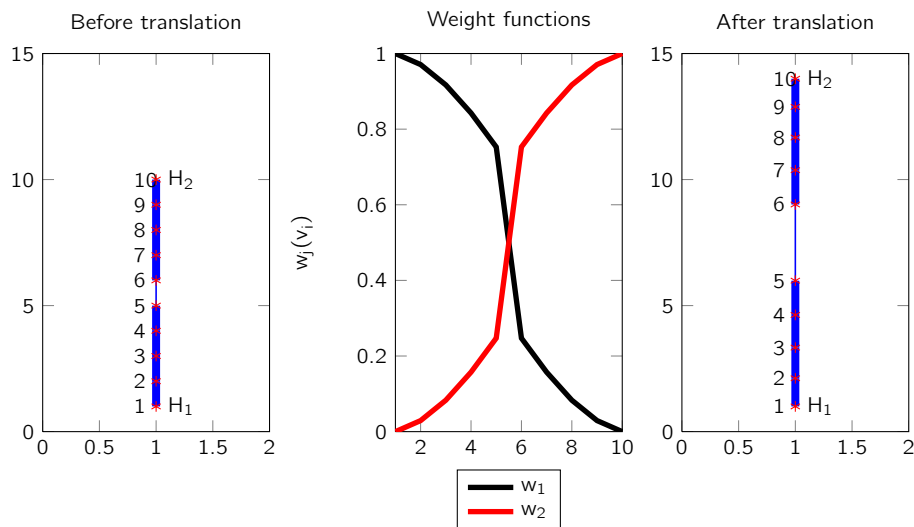 Before translation
Weight functions
After translation
15
10
5
0
0 0.5 1 1.5 2
10 H₂
9
8
7
6
5
4
3
2
1 H₁
w_j(v_i)
1
0.8
0.6
0.4
0.2
0
2 4 6 8 10
w₁
w₂
15
10
5
0
0 0.5 1 1.5 2
10 H₂
9
8
7
6
5
4
3
2
1 H₁